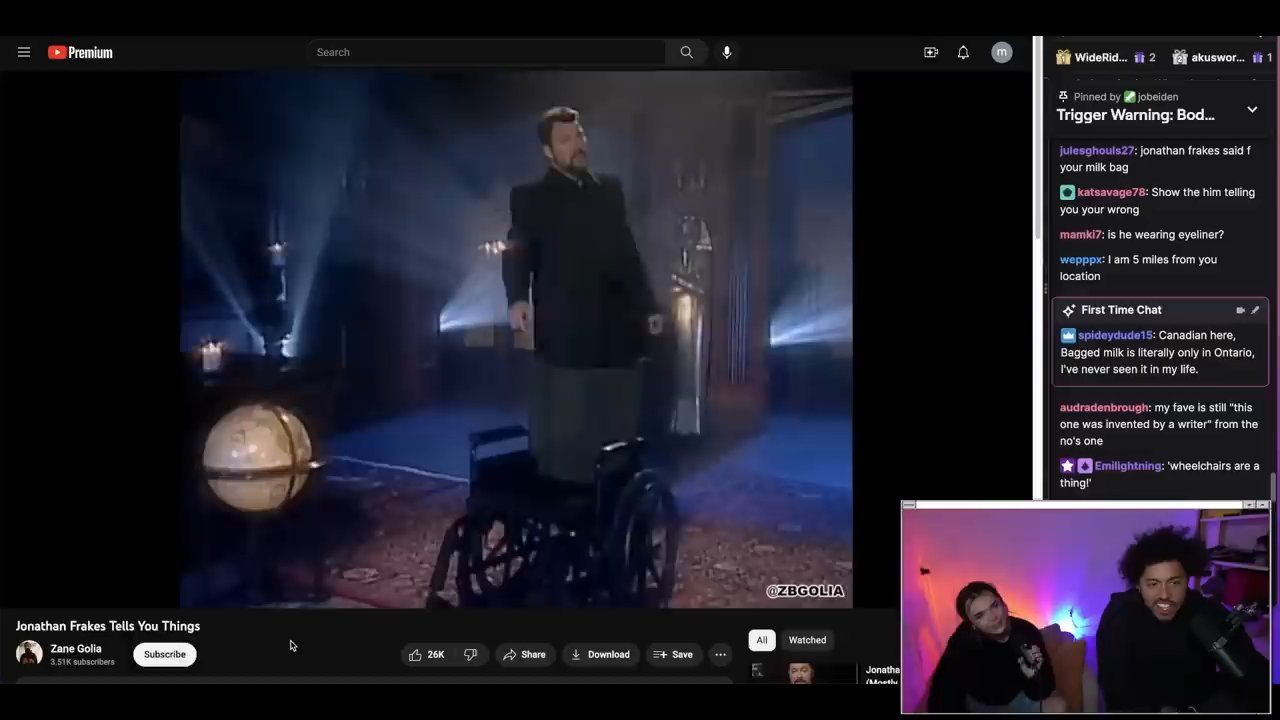 Premium
Search
m
WideRid... 2 akuswor... 1
Pinned by jobeiden
Trigger Warning: Bod...
julesghouls27: jonathan frakes said f
your milk bag
katsavage78: Show the him telling
you your wrong
mamki7: is he wearing eyeliner?
wepppx: I am 5 miles from you
location
First Time Chat
spideydude15: Canadian here,
Bagged milk is literally only in Ontario,
I've never seen it in my life.
audradenbrough: my fave is still "this
one was invented by a writer" from the
no's one
Emilightning: 'wheelchairs are a
thing!'
@ZBGOLIA
Jonathan Frakes Tells You Things
Zane Golia
3.51K subscribers
Subscribe
26K
Share
Download
Save
All
Watched
Jonatha
(Mostly